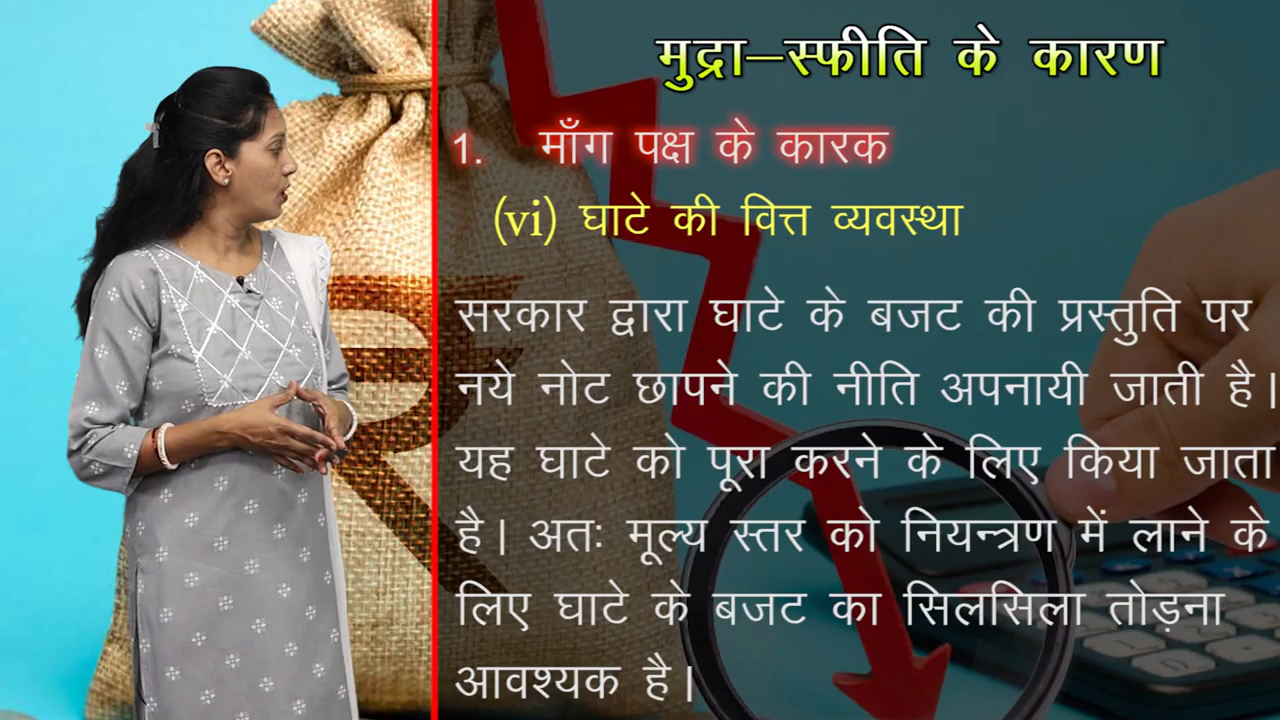 मुद्रा–स्फीति के कारण
1. माँग पक्ष के कारक
(vi) घाटे की वित्त व्यवस्था
सरकार द्वारा घाटे के बजट की प्रस्तुति पर
नये नोट छापने की नीति अपनायी जाती है।
यह घाटे को पूरा करने के लिए किया जाता
है। अतः मूल्य स्तर को नियन्त्रण में लाने के
लिए घाटे के बजट का सिलसिला तोड़ना
आवश्यक है।